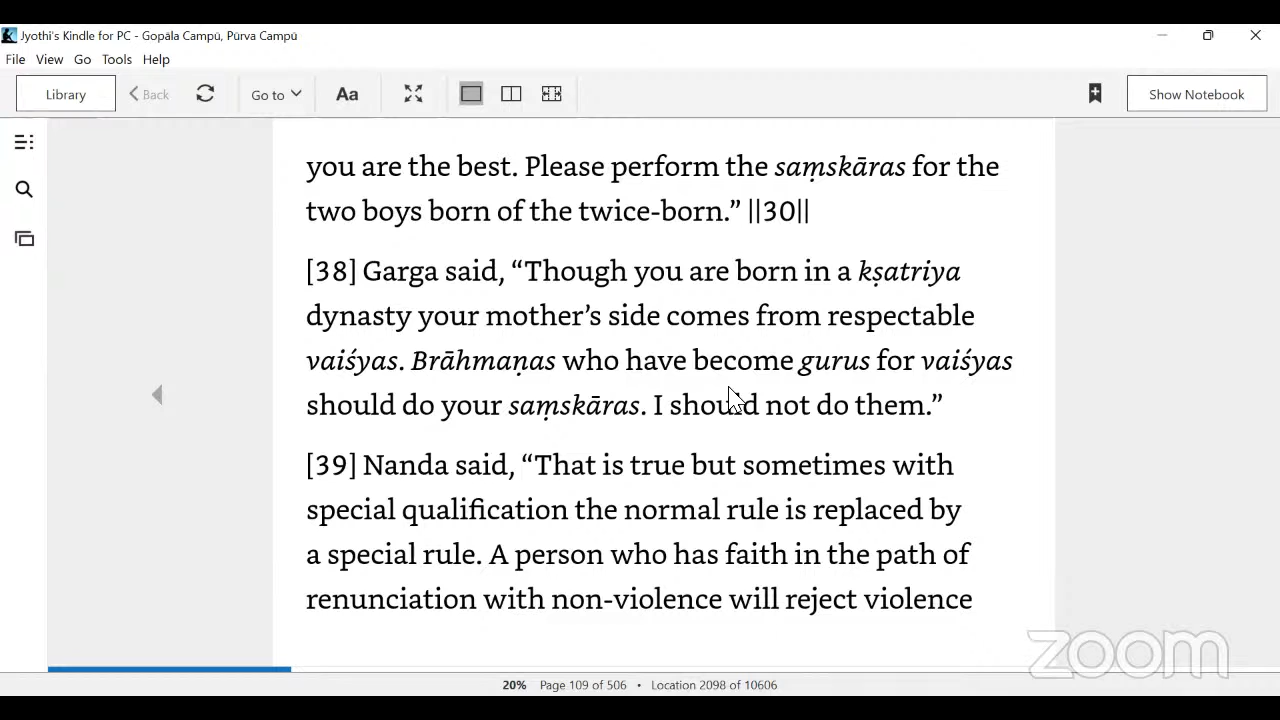 Jyothi's Kindle for PC - Gopāla Campū, Pūrva Campū
File View Go Tools Help
Library Back Go to Aa Show Notebook
you are the best. Please perform the saṃskāras for the
two boys born of the twice-born.” ||30||
[38] Garga said, “Though you are born in a kṣatriya
dynasty your mother’s side comes from respectable
vaiśyas. Brāhmaṇas who have become gurus for vaiśyas
should do your saṃskāras. I should not do them.”
[39] Nanda said, “That is true but sometimes with
special qualification the normal rule is replaced by
a special rule. A person who has faith in the path of
renunciation with non-violence will reject violence
zoom
20% Page 109 of 506 • Location 2098 of 10606